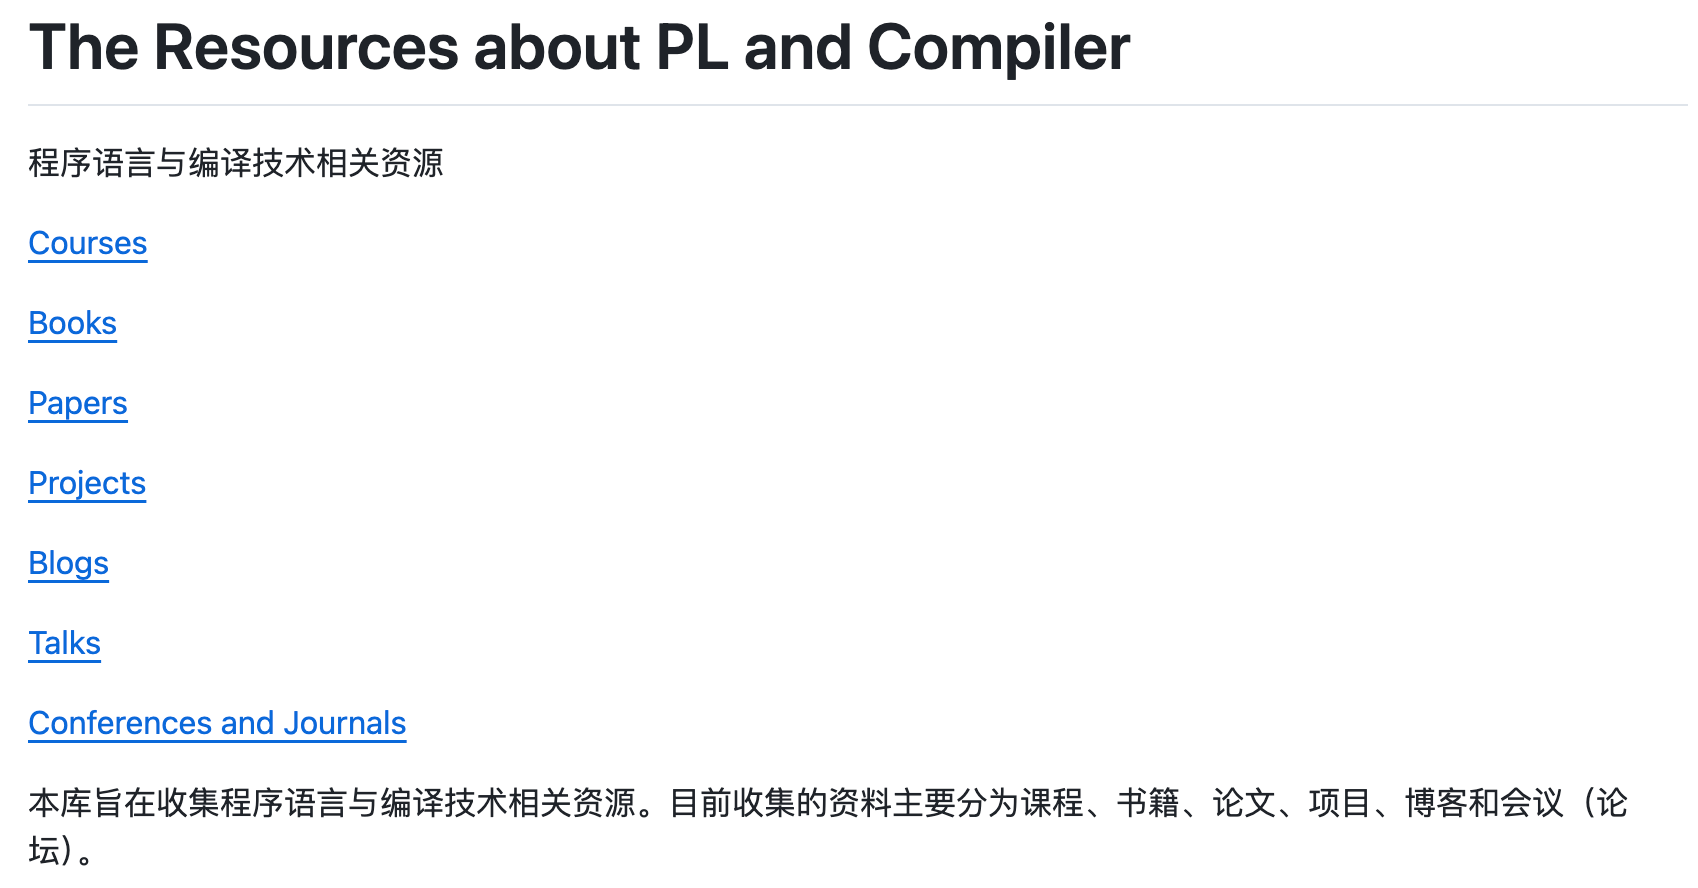 The Resources about PL and Compiler
程序语言与编译技术相关资源
Courses
Books
Papers
Projects
Blogs
Talks
Conferences and Journals
本库旨在收集程序语言与编译技术相关资源。目前收集的资料主要分为课程、书籍、论文、项目、博客和会议（论
坛）。